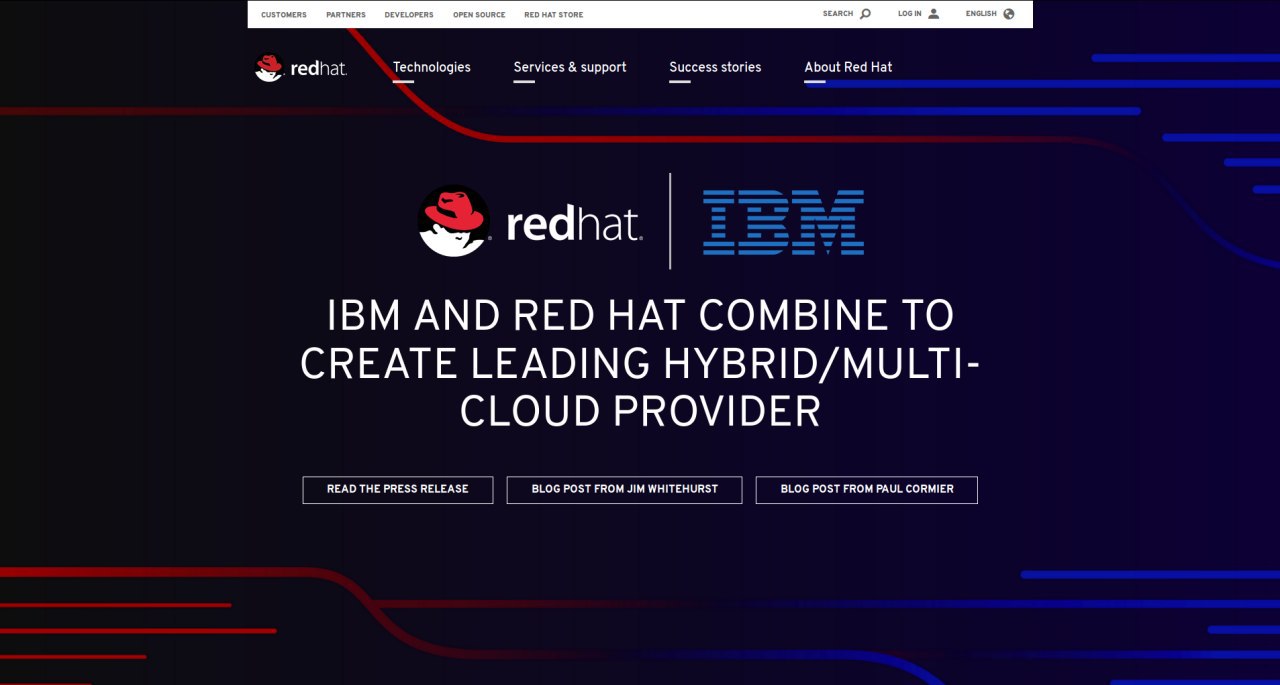 CUSTOMERS PARTNERS DEVELOPERS OPEN SOURCE RED HAT STORE SEARCH LOG IN ENGLISH
redhat. Technologies Services & support Success stories About Red Hat
redhat. IBM
IBM AND RED HAT COMBINE TO
CREATE LEADING HYBRID/MULTI-
CLOUD PROVIDER
READ THE PRESS RELEASE BLOG POST FROM JIM WHITEHURST BLOG POST FROM PAUL CORMIER